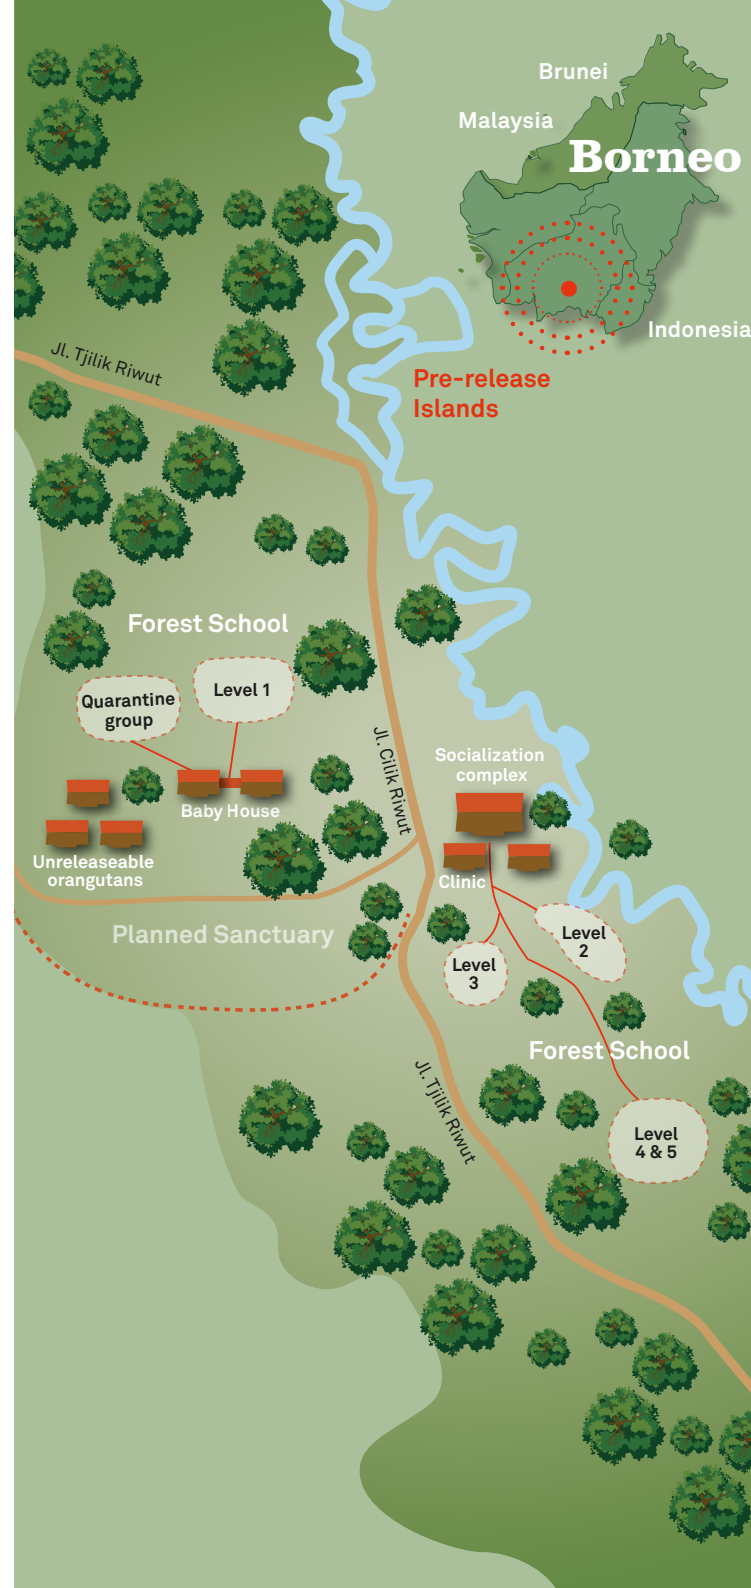 Brunei
Malaysia
Borneo
Indonesia
Pre-release
Islands
Jl. Tjilik Riwut
Forest School
Quarantine
group
Level 1
Baby House
Unreleaseable
orangutans
Jl. Cilik Riwut
Socialization
complex
Clinic
Planned Sanctuary
Level
2
Level
3
Forest School
Jl. Tjilik Riwut
Level
4 & 5